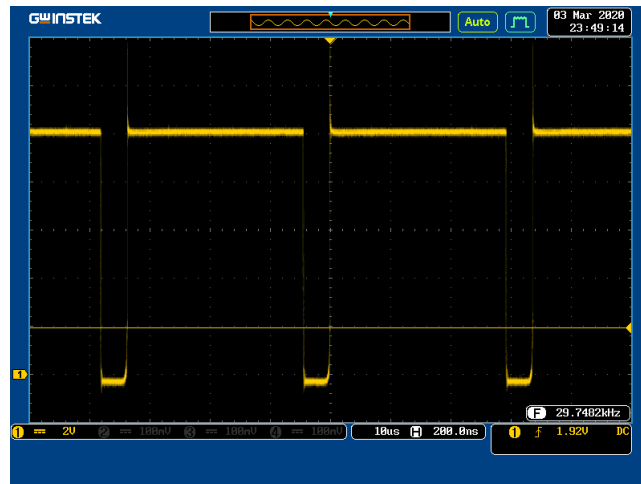 GWINSTEK
Auto
03 Mar 2020
23:49:14
1
F 29.7482kHz
1 2V 2 100mV 3 100mV 4 100mV 10us H 200.0ns 1 1.92V DC